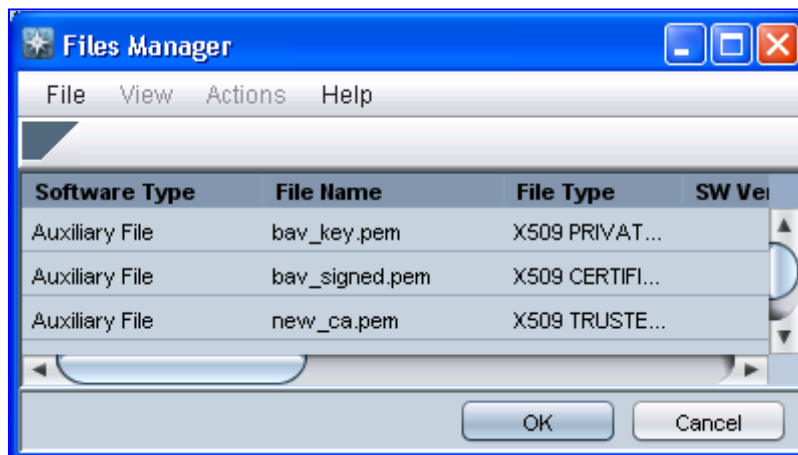 Files Manager
File View Actions Help
Software Type File Name File Type SW Ver
Auxiliary File bav_key.pem X509 PRIVAT...
Auxiliary File bav_signed.pem X509 CERTIFI...
Auxiliary File new_ca.pem X509 TRUSTE...
OK Cancel